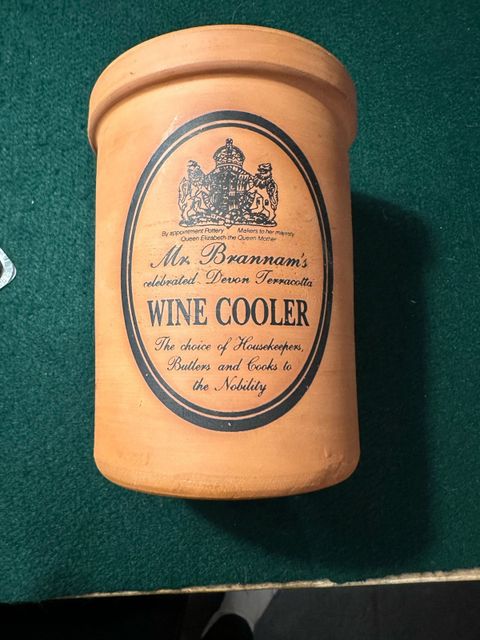 By appointment Pottery Makers to her majesty
Queen Elizabeth the Queen Mother
Mr. Brannam's
celebrated Devon Terracotta
WINE COOLER
The choice of Housekeepers,
Butlers and Cooks to
the Nobility